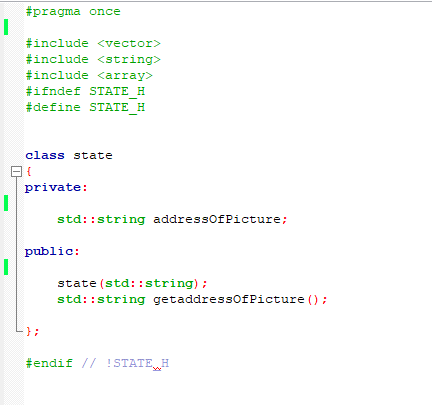 #pragma once
#include <vector>
#include <string>
#include <array>
#ifndef STATE_H
#define STATE_H
class state
{
private:
std::string addressOfPicture;
public:
state(std::string);
std::string getaddressOfPicture();
};
#endif // !STATE_H